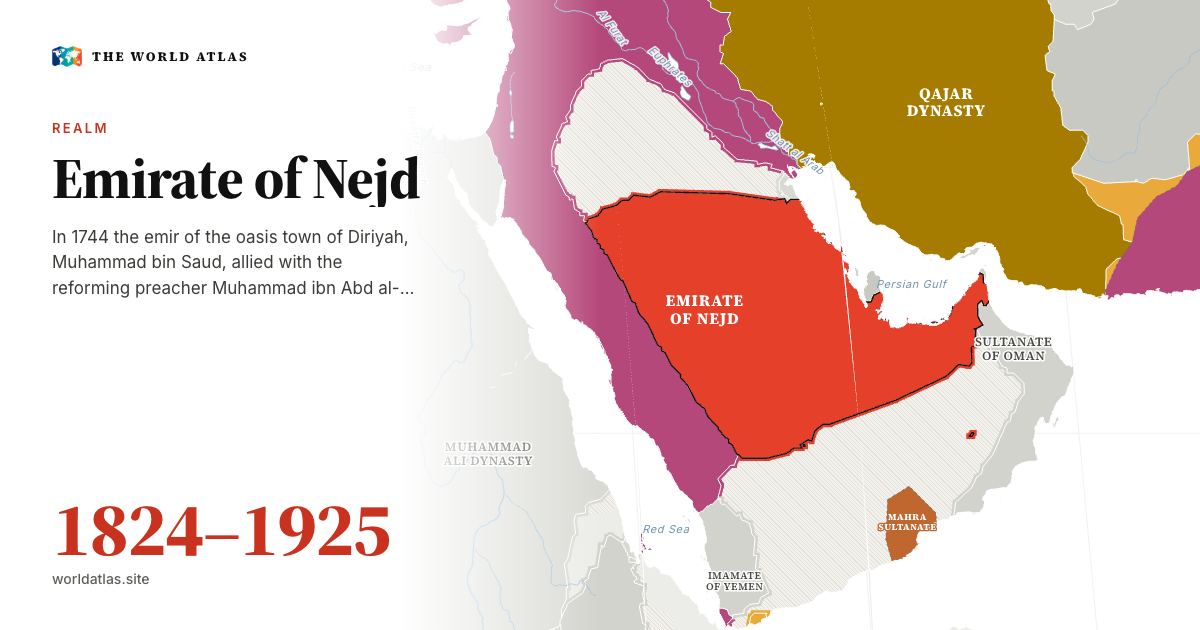 THE WORLD ATLAS
REALM
Emirate of Nejd
In 1744 the emir of the oasis town of Diriyah,
Muhammad bin Saud, allied with the
reforming preacher Muhammad ibn Abd al-...
1824–1925
worldatlas.site
Al Furat
Euphrates
Shatt al Arab
QAJAR
DYNASTY
Persian Gulf
EMIRATE
OF NEJD
SULTANATE
OF OMAN
MUHAMMAD
ALI DYNASTY
Red Sea
MAHRA
SULTANATE
IMAMATE
OF YEMEN